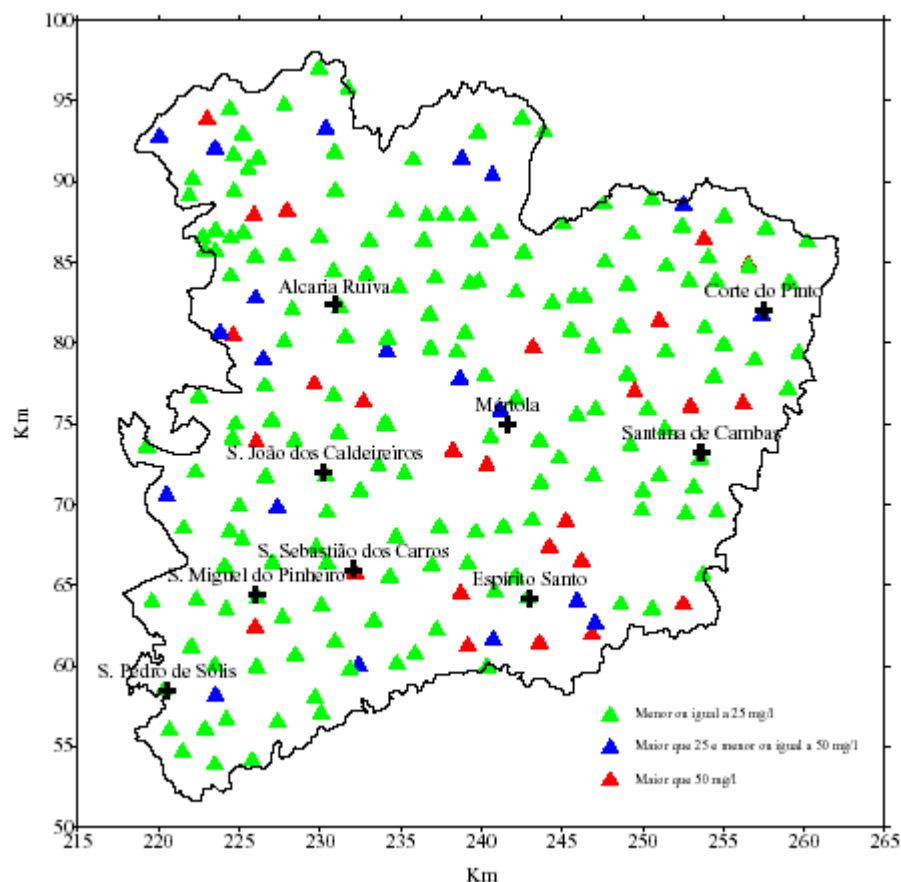 100
95
90
85
80
75
70
65
60
55
50
Km
Alcaria Ruiva
Corte do Pinto
Mértola
Santana de Cambas
S. João dos Caldeireiros
S. Sebastião dos Carros
S. Miguel do Pinheiro
Espírito Santo
S. Pedro de Sólis
Menor ou igual a 25 mg/l
Maior que 25 e menor ou igual a 50 mg/l
Maior que 50 mg/l
215 220 225 230 235 240 245 250 255 260 265
Km